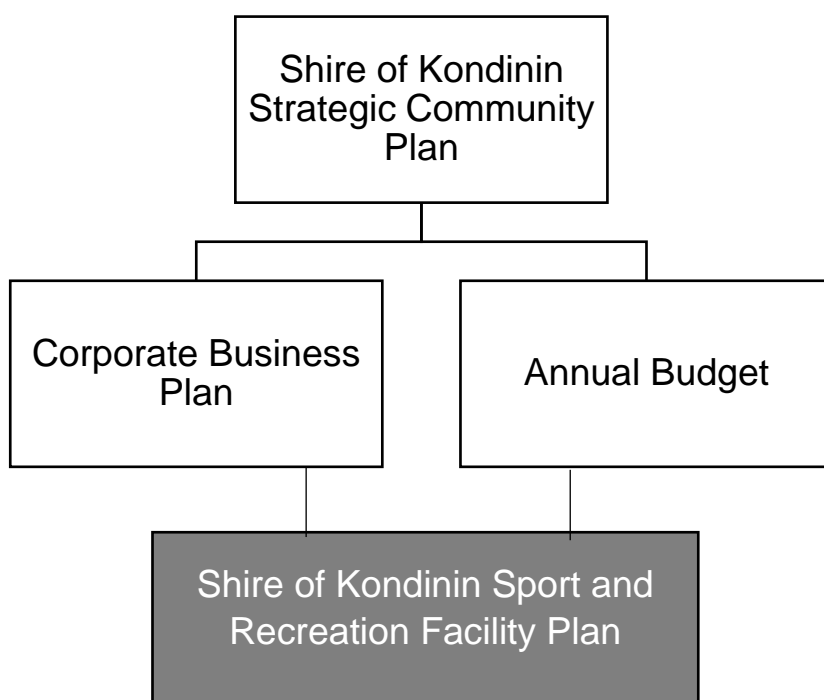 Shire of Kondinin
Strategic Community
Plan
Corporate Business
Plan
Annual Budget
Shire of Kondinin Sport and
Recreation Facility Plan